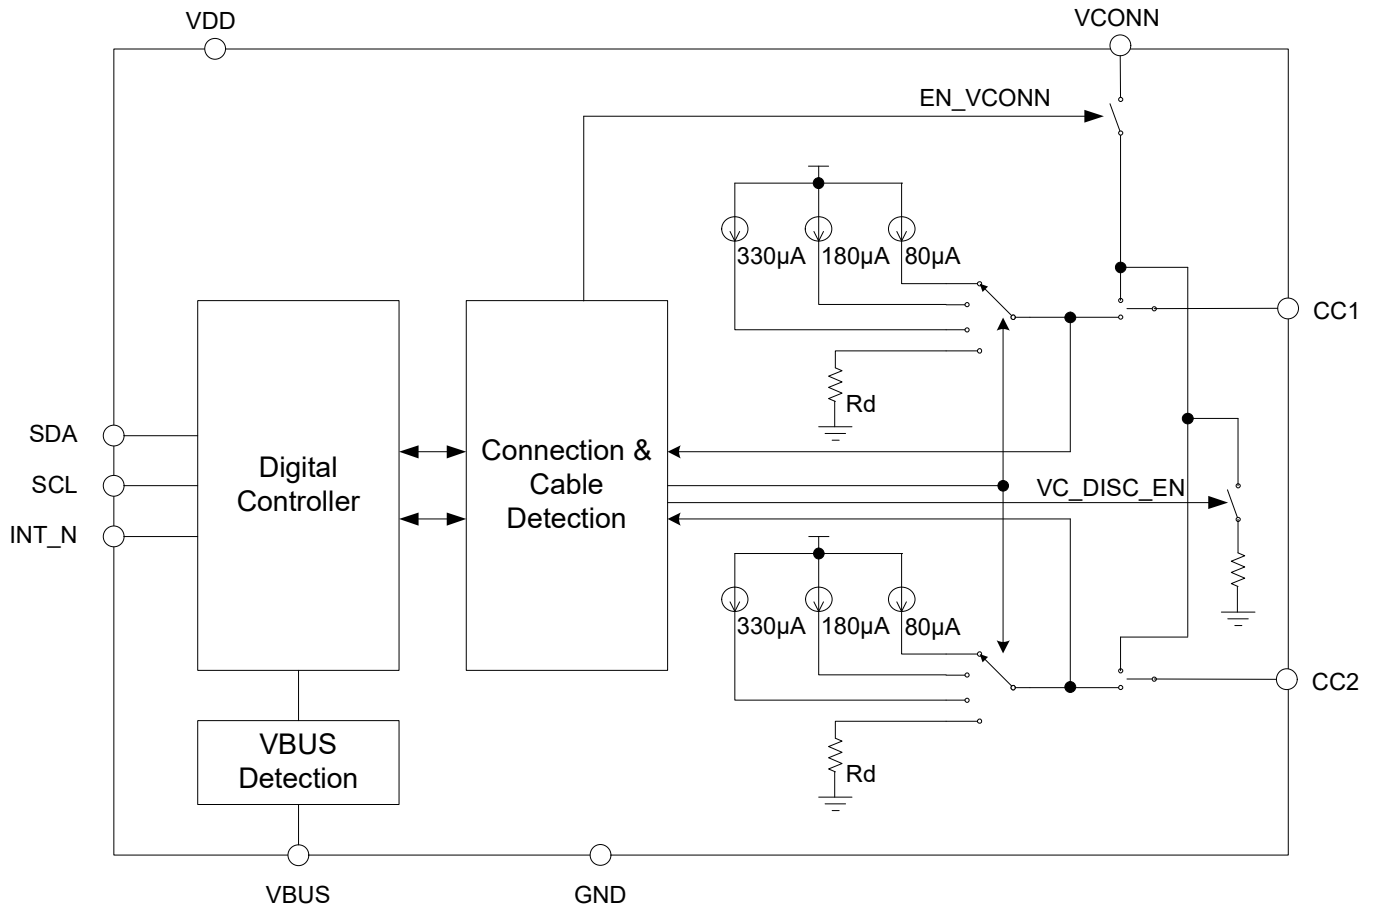 VDD
VCONN
EN_VCONN
330µA
180µA
80µA
CC1
Rd
SDA
SCL
INT_N
Digital
Controller
Connection &
Cable
Detection
VC_DISC_EN
330µA
180µA
80µA
CC2
Rd
VBUS
Detection
VBUS
GND